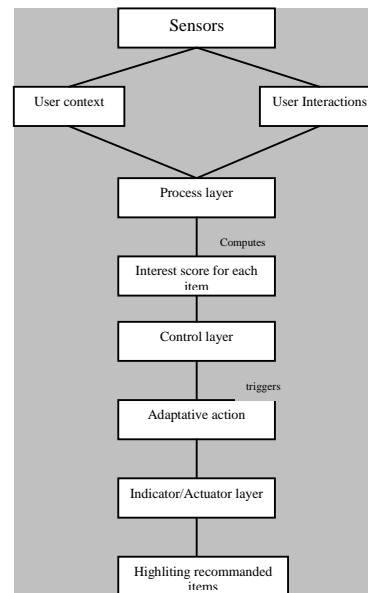 Sensors
User context
User Interactions
Process layer
Computes
Interest score for each
item
Control layer
triggers
Adaptative action
Indicator/Actuator layer
Highliting recommanded
items